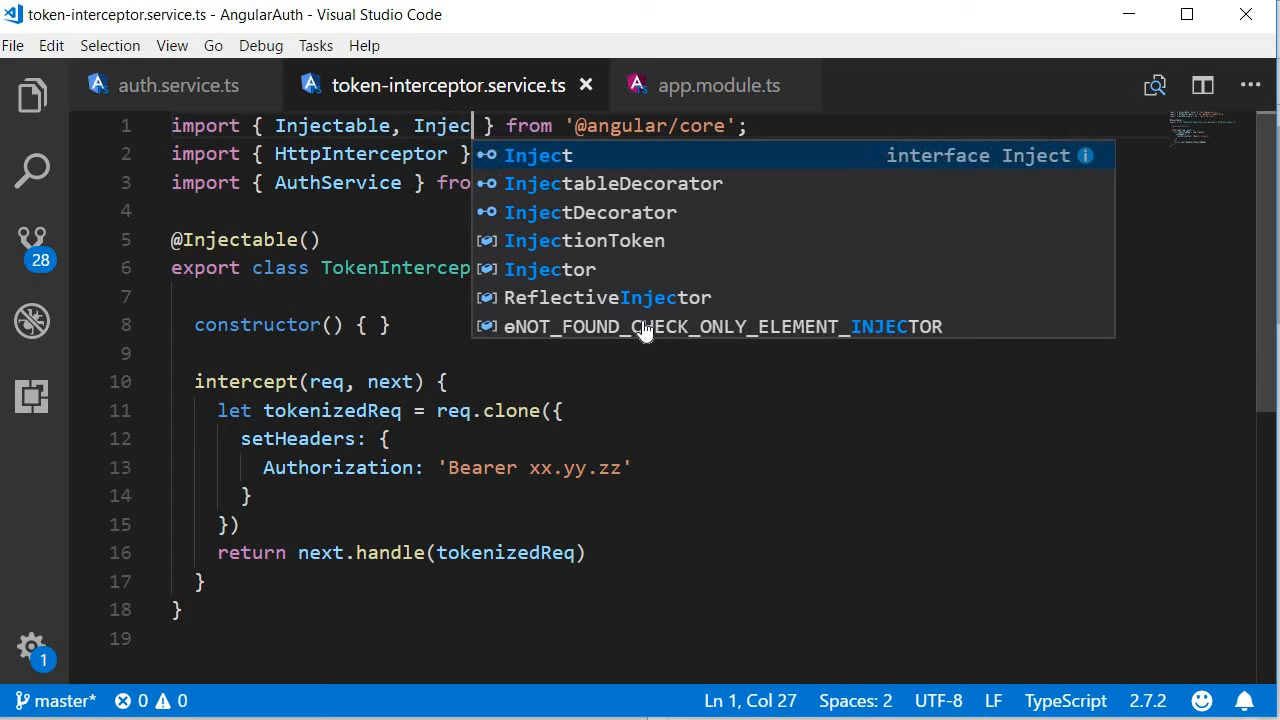 token-interceptor.service.ts - AngularAuth - Visual Studio Code
File Edit Selection View Go Debug Tasks Help
auth.service.ts token-interceptor.service.ts app.module.ts
1 import { Injectable, Injec } from '@angular/core';
2 import { HttpInterceptor }
Inject interface Inject
3 import { AuthService } fro
InjectableDecorator
4
InjectDecorator
5 @Injectable()
InjectionToken
6 export class TokenIntercep
Injector
7
ReflectiveInjector
8 constructor() { }
ɵNOT_FOUND_CHECK_ONLY_ELEMENT_INJECTOR
9
10 intercept(req, next) {
11 let tokenizedReq = req.clone({
12 setHeaders: {
13 Authorization: 'Bearer xx.yy.zz'
14 }
15 })
16 return next.handle(tokenizedReq)
17 }
18 }
19
28
1
master* 0 0 Ln 1, Col 27 Spaces: 2 UTF-8 LF TypeScript 2.7.2